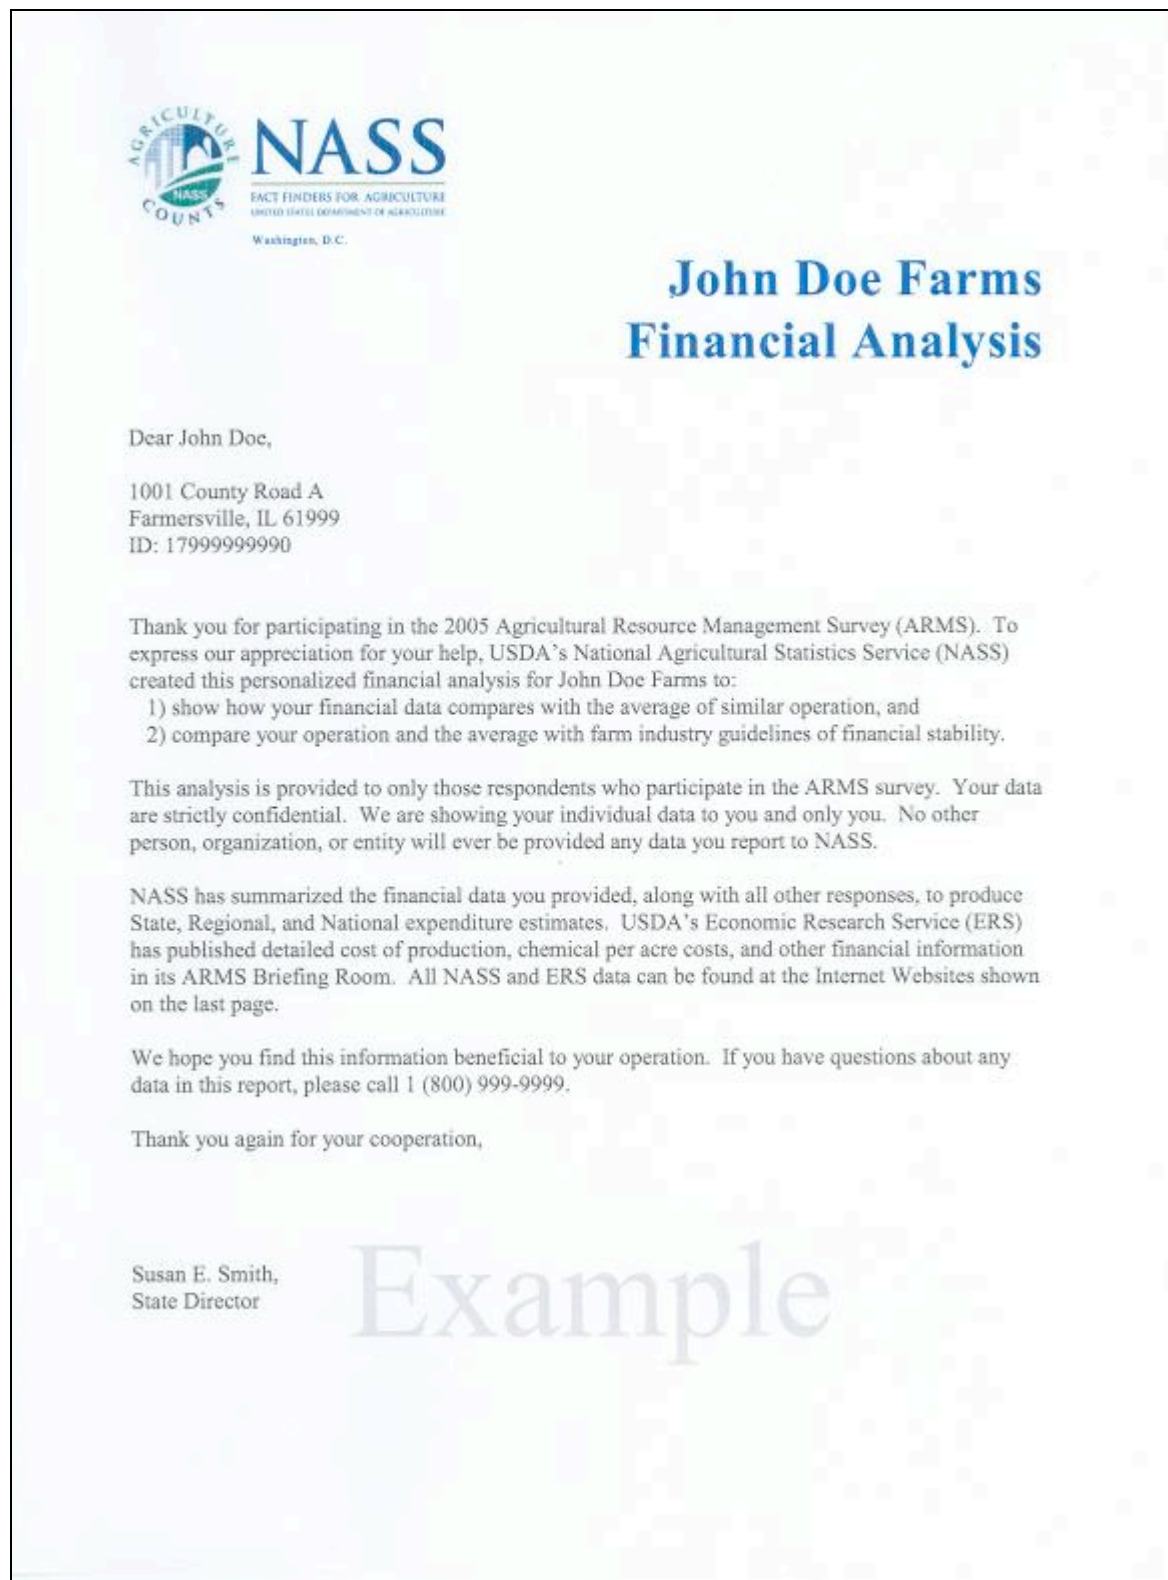 AGRICULTURE
COUNTS
NASS
NASS
FACT FINDERS FOR AGRICULTURE
UNITED STATES DEPARTMENT OF AGRICULTURE
Washington, D.C.
John Doe Farms
Financial Analysis
Dear John Doe,
1001 County Road A
Farmersville, IL 61999
ID: 17999999990
Thank you for participating in the 2005 Agricultural Resource Management Survey (ARMS). To
express our appreciation for your help, USDA's National Agricultural Statistics Service (NASS)
created this personalized financial analysis for John Doe Farms to:
1) show how your financial data compares with the average of similar operation, and
2) compare your operation and the average with farm industry guidelines of financial stability.
This analysis is provided to only those respondents who participate in the ARMS survey. Your data
are strictly confidential. We are showing your individual data to you and only you. No other
person, organization, or entity will ever be provided any data you report to NASS.
NASS has summarized the financial data you provided, along with all other responses, to produce
State, Regional, and National expenditure estimates. USDA's Economic Research Service (ERS)
has published detailed cost of production, chemical per acre costs, and other financial information
in its ARMS Briefing Room. All NASS and ERS data can be found at the Internet Websites shown
on the last page.
We hope you find this information beneficial to your operation. If you have questions about any
data in this report, please call 1 (800) 999-9999.
Thank you again for your cooperation,
Susan E. Smith,
State Director
Example